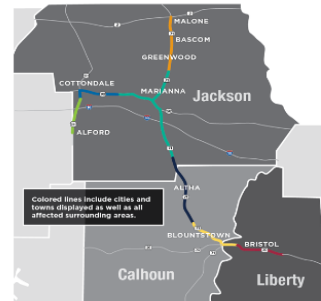 MALONE
BASCOM
GREENWOOD
COTTONDALE
MARIANNA
Jackson
ALFORD
Colored lines include cities and
towns displayed as well as all
affected surrounding areas.
ALTHA
BLOUNTSTOWN
BRISTOL
Calhoun
Liberty